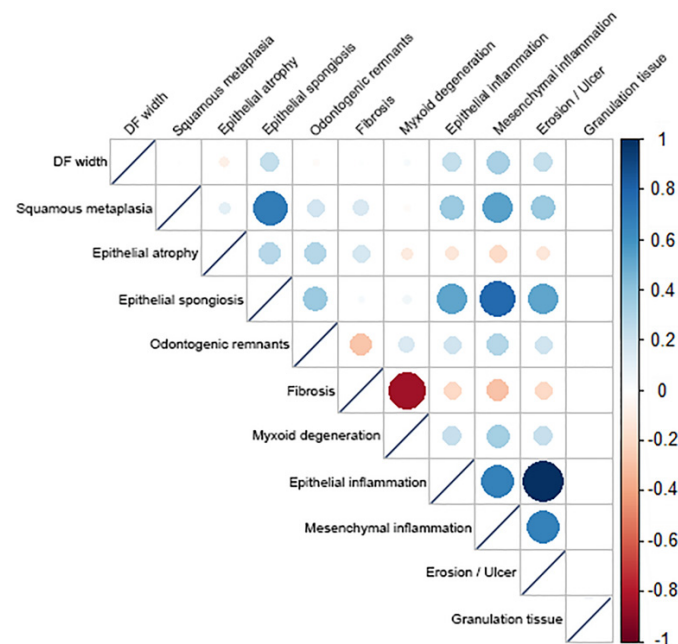 DF width
Squamous metaplasia
Epithelial atrophy
Epithelial spongiosis
Odontogenic remnants
Fibrosis
Myxoid degeneration
Epithelial inflammation
Mesenchymal inflammation
Erosion / Ulcer
Granulation tissue
DF width
Squamous metaplasia
Epithelial atrophy
Epithelial spongiosis
Odontogenic remnants
Fibrosis
Myxoid degeneration
Epithelial inflammation
Mesenchymal inflammation
Erosion / Ulcer
Granulation tissue
1
0.8
0.6
0.4
0.2
0
-0.2
-0.4
-0.6
-0.8
-1